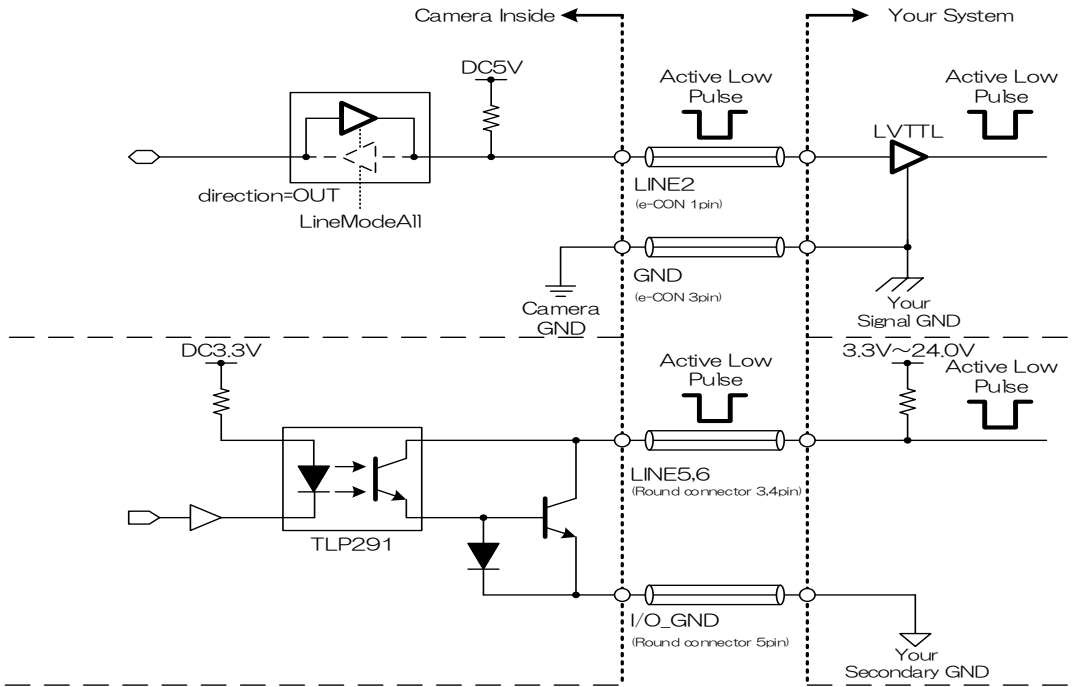 Camera Inside
Your System
DC5V
Active Low
Pulse
Active Low
Pulse
LVTTL
direction=OUT
LineModeAll
LINE2
(e-CON 1pin)
GND
(e-CON 3pin)
Camera
GND
Your
Signal GND
DC3.3V
3.3V～24.0V
Active Low
Pulse
Active Low
Pulse
LINE5,6
(Round connector 3,4pin)
TLP291
I/O_GND
(Round connector 5pin)
Your
Secondary GND